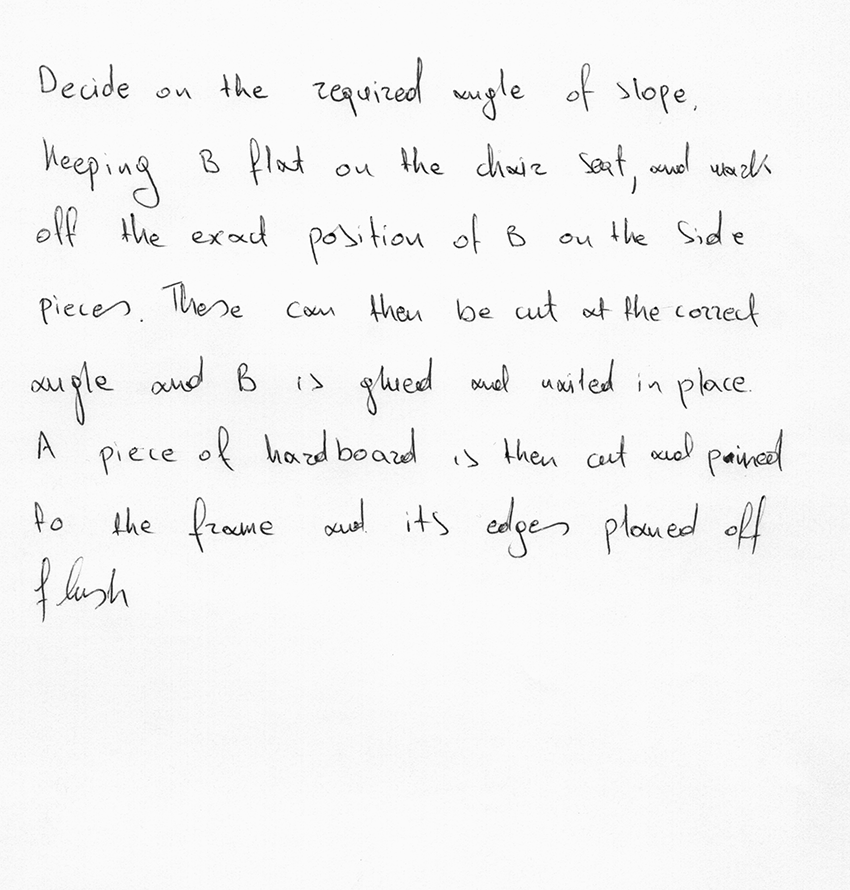 Decide on the required angle of slope,
Keeping B flat on the chair seat, and mark
off the exact position of B on the side
pieces. These can then be cut at the correct
angle and B is glued and nailed in place.
A piece of hardboard is then cut and pinned
to the frame and its edges planed off
flush